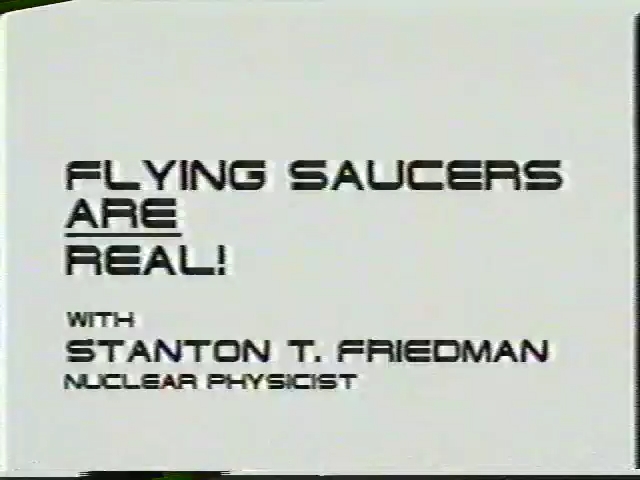 FLYING SAUCERS
ARE
REAL!
WITH
STANTON T. FRIEDMAN
NUCLEAR PHYSICIST